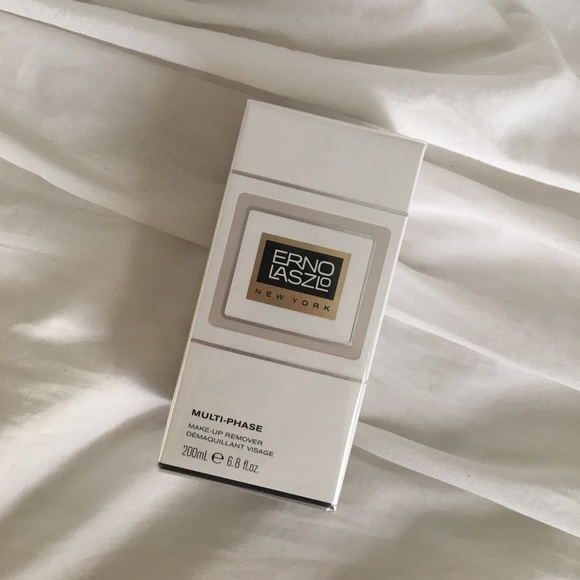 ERNO
LASZLO
NEW YORK
MULTI-PHASE
MAKE-UP REMOVER
DÉMAQUILLANT VISAGE
200mL ℮ 6.8 fl.oz.